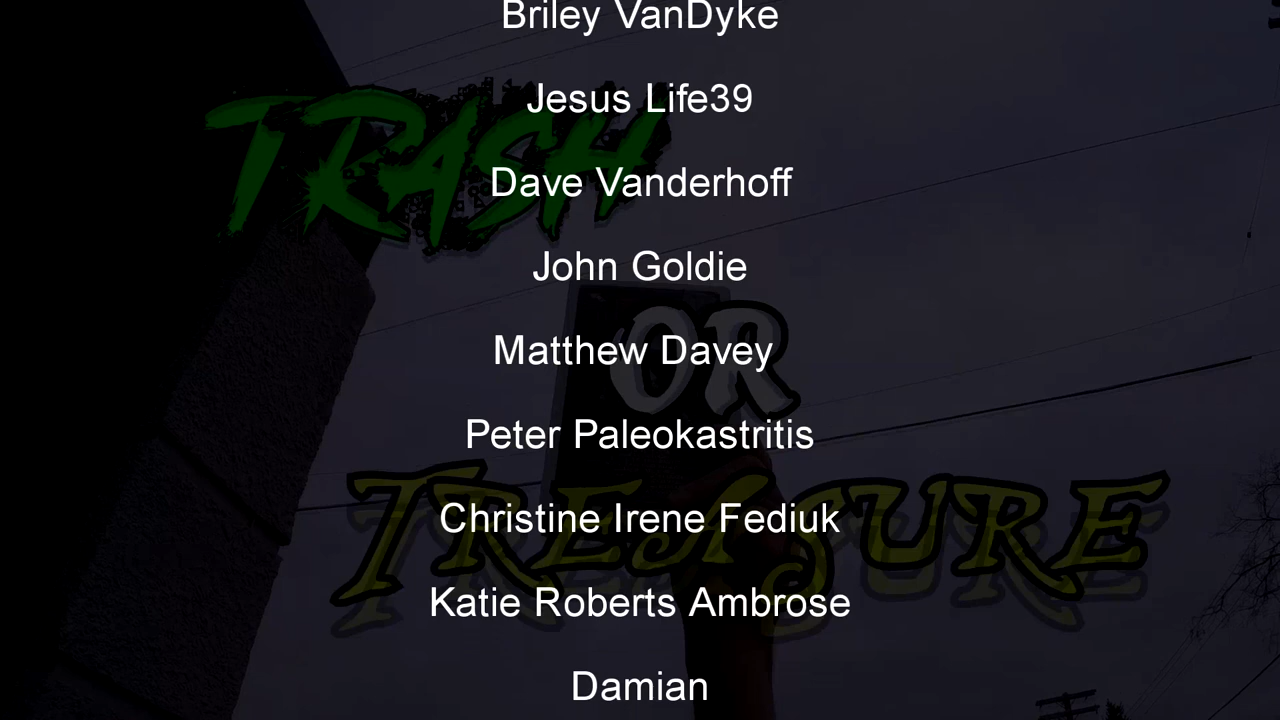 Briley VanDyke
Jesus Life39
TRASH
Dave Vanderhoff
John Goldie
OR
Matthew Davey
Peter Paleokastritis
TREASURE
Christine Irene Fediuk
Katie Roberts Ambrose
Damian